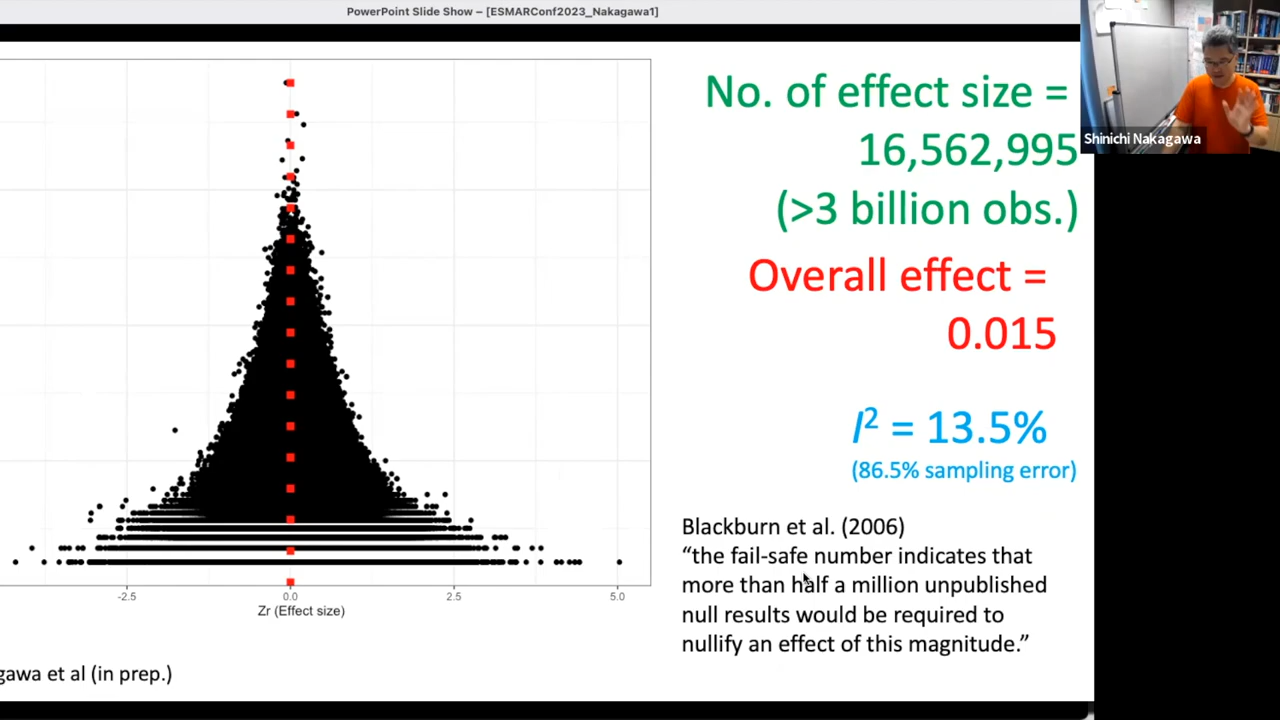 PowerPoint Slide Show – [ESMARConf2023_Nakagawa1]
No. of effect size =
16,562,995
(>3 billion obs.)
Shinichi Nakagawa
Overall effect =
0.015
I² = 13.5%
(86.5% sampling error)
Blackburn et al. (2006)
“the fail-safe number indicates that
more than half a million unpublished
null results would be required to
nullify an effect of this magnitude.”
-2.5 0.0 2.5 5.0
Zr (Effect size)
gawa et al (in prep.)